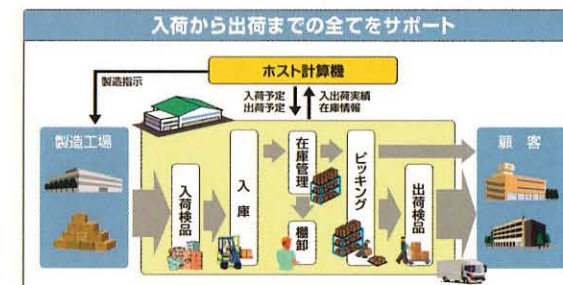 入荷から出荷までの全てをサポート
ホスト計算機
製造指示
入荷予定
出荷予定
入出荷実績
在庫情報
製造工場
入荷検品
入庫
在庫管理
棚卸
ピッキング
出荷検品
顧客